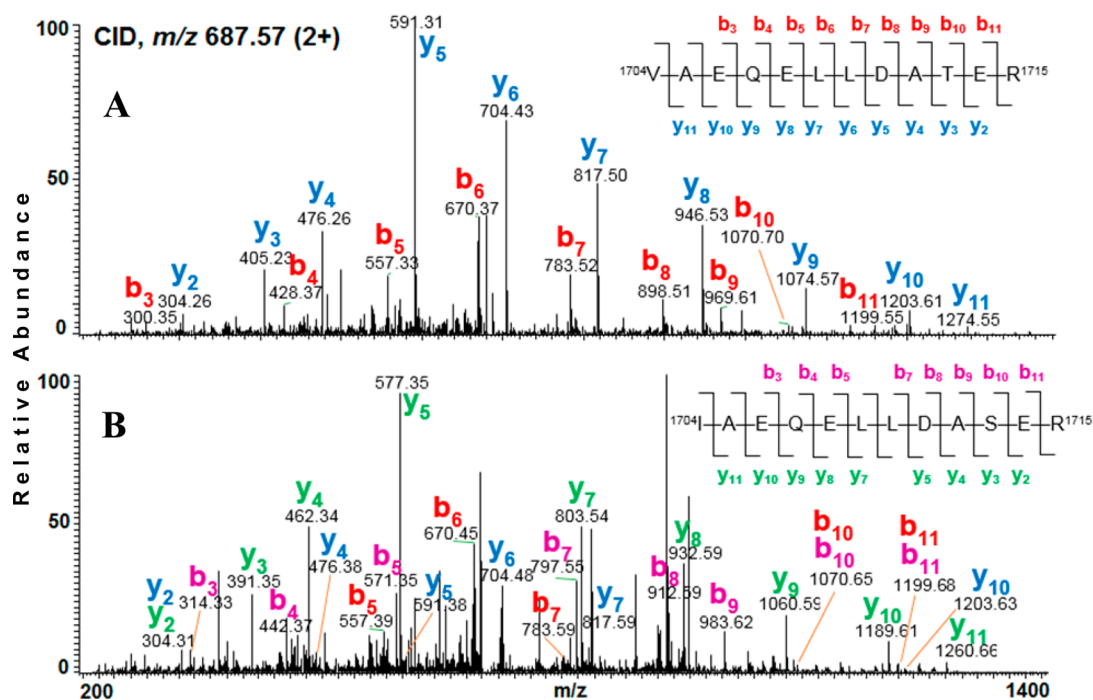 100
50
0
CID, m/z 687.57 (2+)
A
591.31
y5
y6
704.43
y7
817.50
y8
946.53
b10
1070.70
b6
670.37
y4
476.26
y3
405.23
b5
557.33
b4
428.37
y2
304.26
b3
300.35
b7
783.52
b8
898.51
b9
969.61
y9
1074.57
b11
1199.55
y10
1203.61
y11
1274.55
b3 b4 b5 b6 b7 b8 b9 b10 b11
1704V A E Q E L L D A T E R1715
y11 y10 y9 y8 y7 y6 y5 y4 y3 y2
Relative Abundance
100
50
0
B
577.35
y5
b3 b4 b5 b7 b8 b9 b10 b11
1704I A E Q E L L D A S E R1715
y11 y10 y9 y8 y7 y5 y4 y3 y2
y4
462.34
b6
670.45
y7
803.54
y8
932.59
b10
b10
1070.65
b11
b11
1199.68
y10
1203.63
y3
391.35
y4
476.38
b5
571.35
y6
704.48
b7
797.55
y2
y2
304.31
b3
314.33
b4
442.37
b5
557.39
y5
591.38
b7
783.59
y7
817.59
b8
912.59
b9
983.62
y9
1060.59
y10
1189.61
y11
1260.66
200
m/z
1400